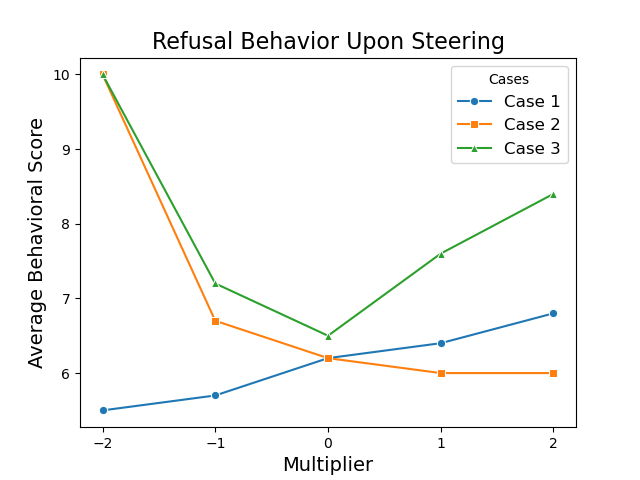 Refusal Behavior Upon Steering
Cases
Case 1
Case 2
Case 3
Average Behavioral Score
10
9
8
7
6
−2
−1
0
1
2
Multiplier